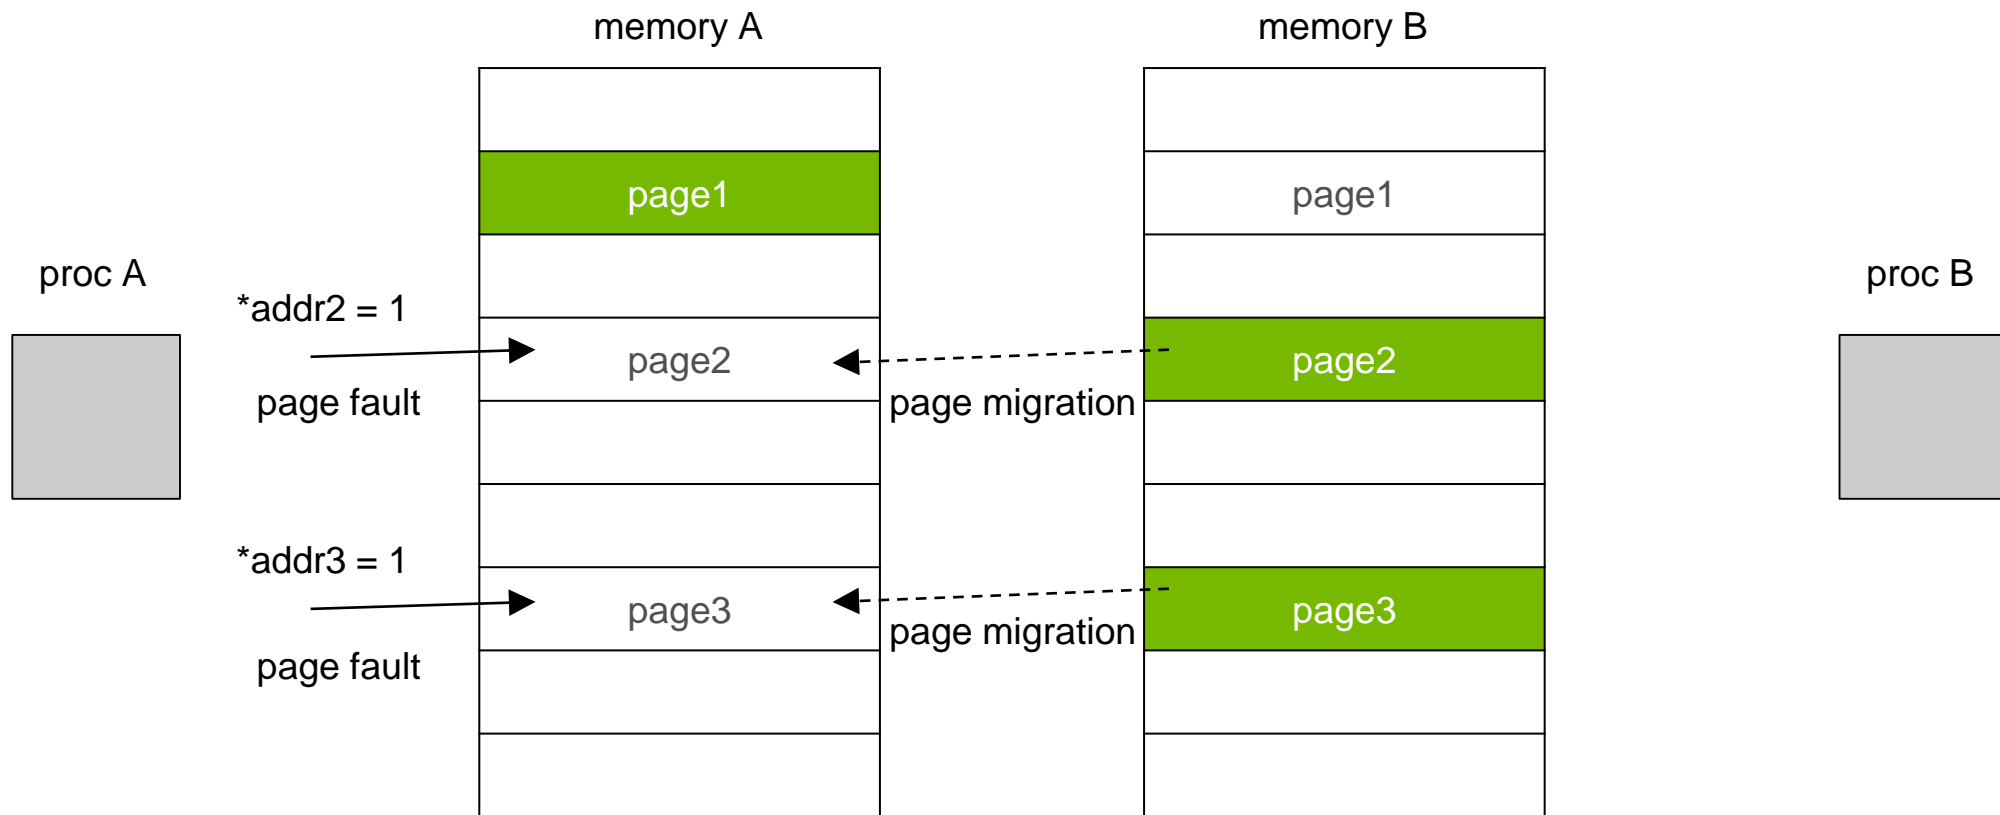 memory A
memory B
page1
page1
proc A
proc B
*addr2 = 1
page2
page2
page fault
page migration
*addr3 = 1
page3
page3
page migration
page fault